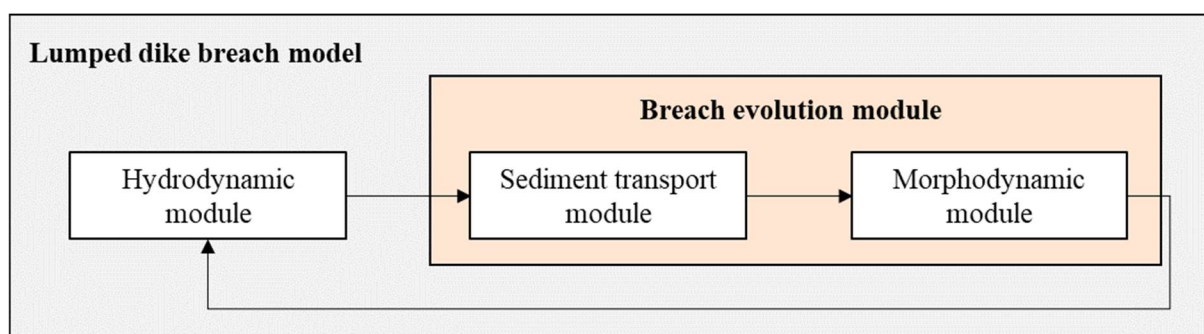 Lumped dike breach model
Breach evolution module
Hydrodynamic
module
Sediment transport
module
Morphodynamic
module